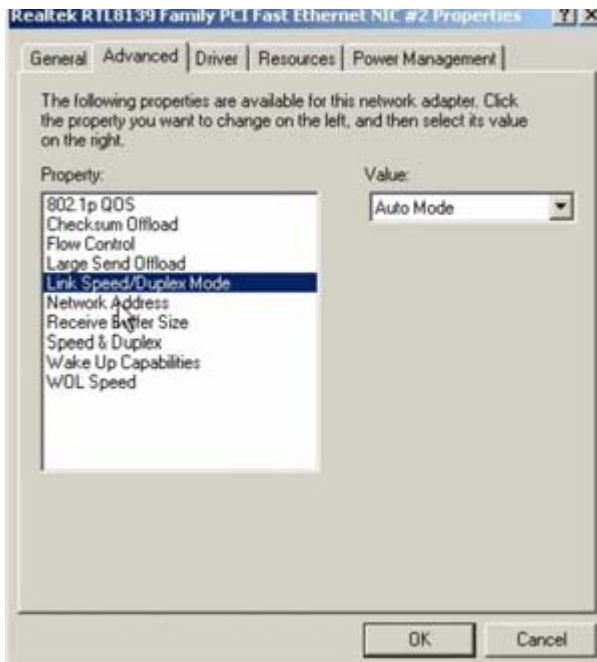 Realtek RTL8139 Family PCI Fast Ethernet NIC #2 Properties
General Advanced Driver Resources Power Management
The following properties are available for this network adapter. Click
the property you want to change on the left, and then select its value
on the right.
Property:
Value:
802.1p QOS
Auto Mode
Checksum Offload
Flow Control
Large Send Offload
Link Speed/Duplex Mode
Network Address
Receive Buffer Size
Speed & Duplex
Wake Up Capabilities
WOL Speed
OK
Cancel